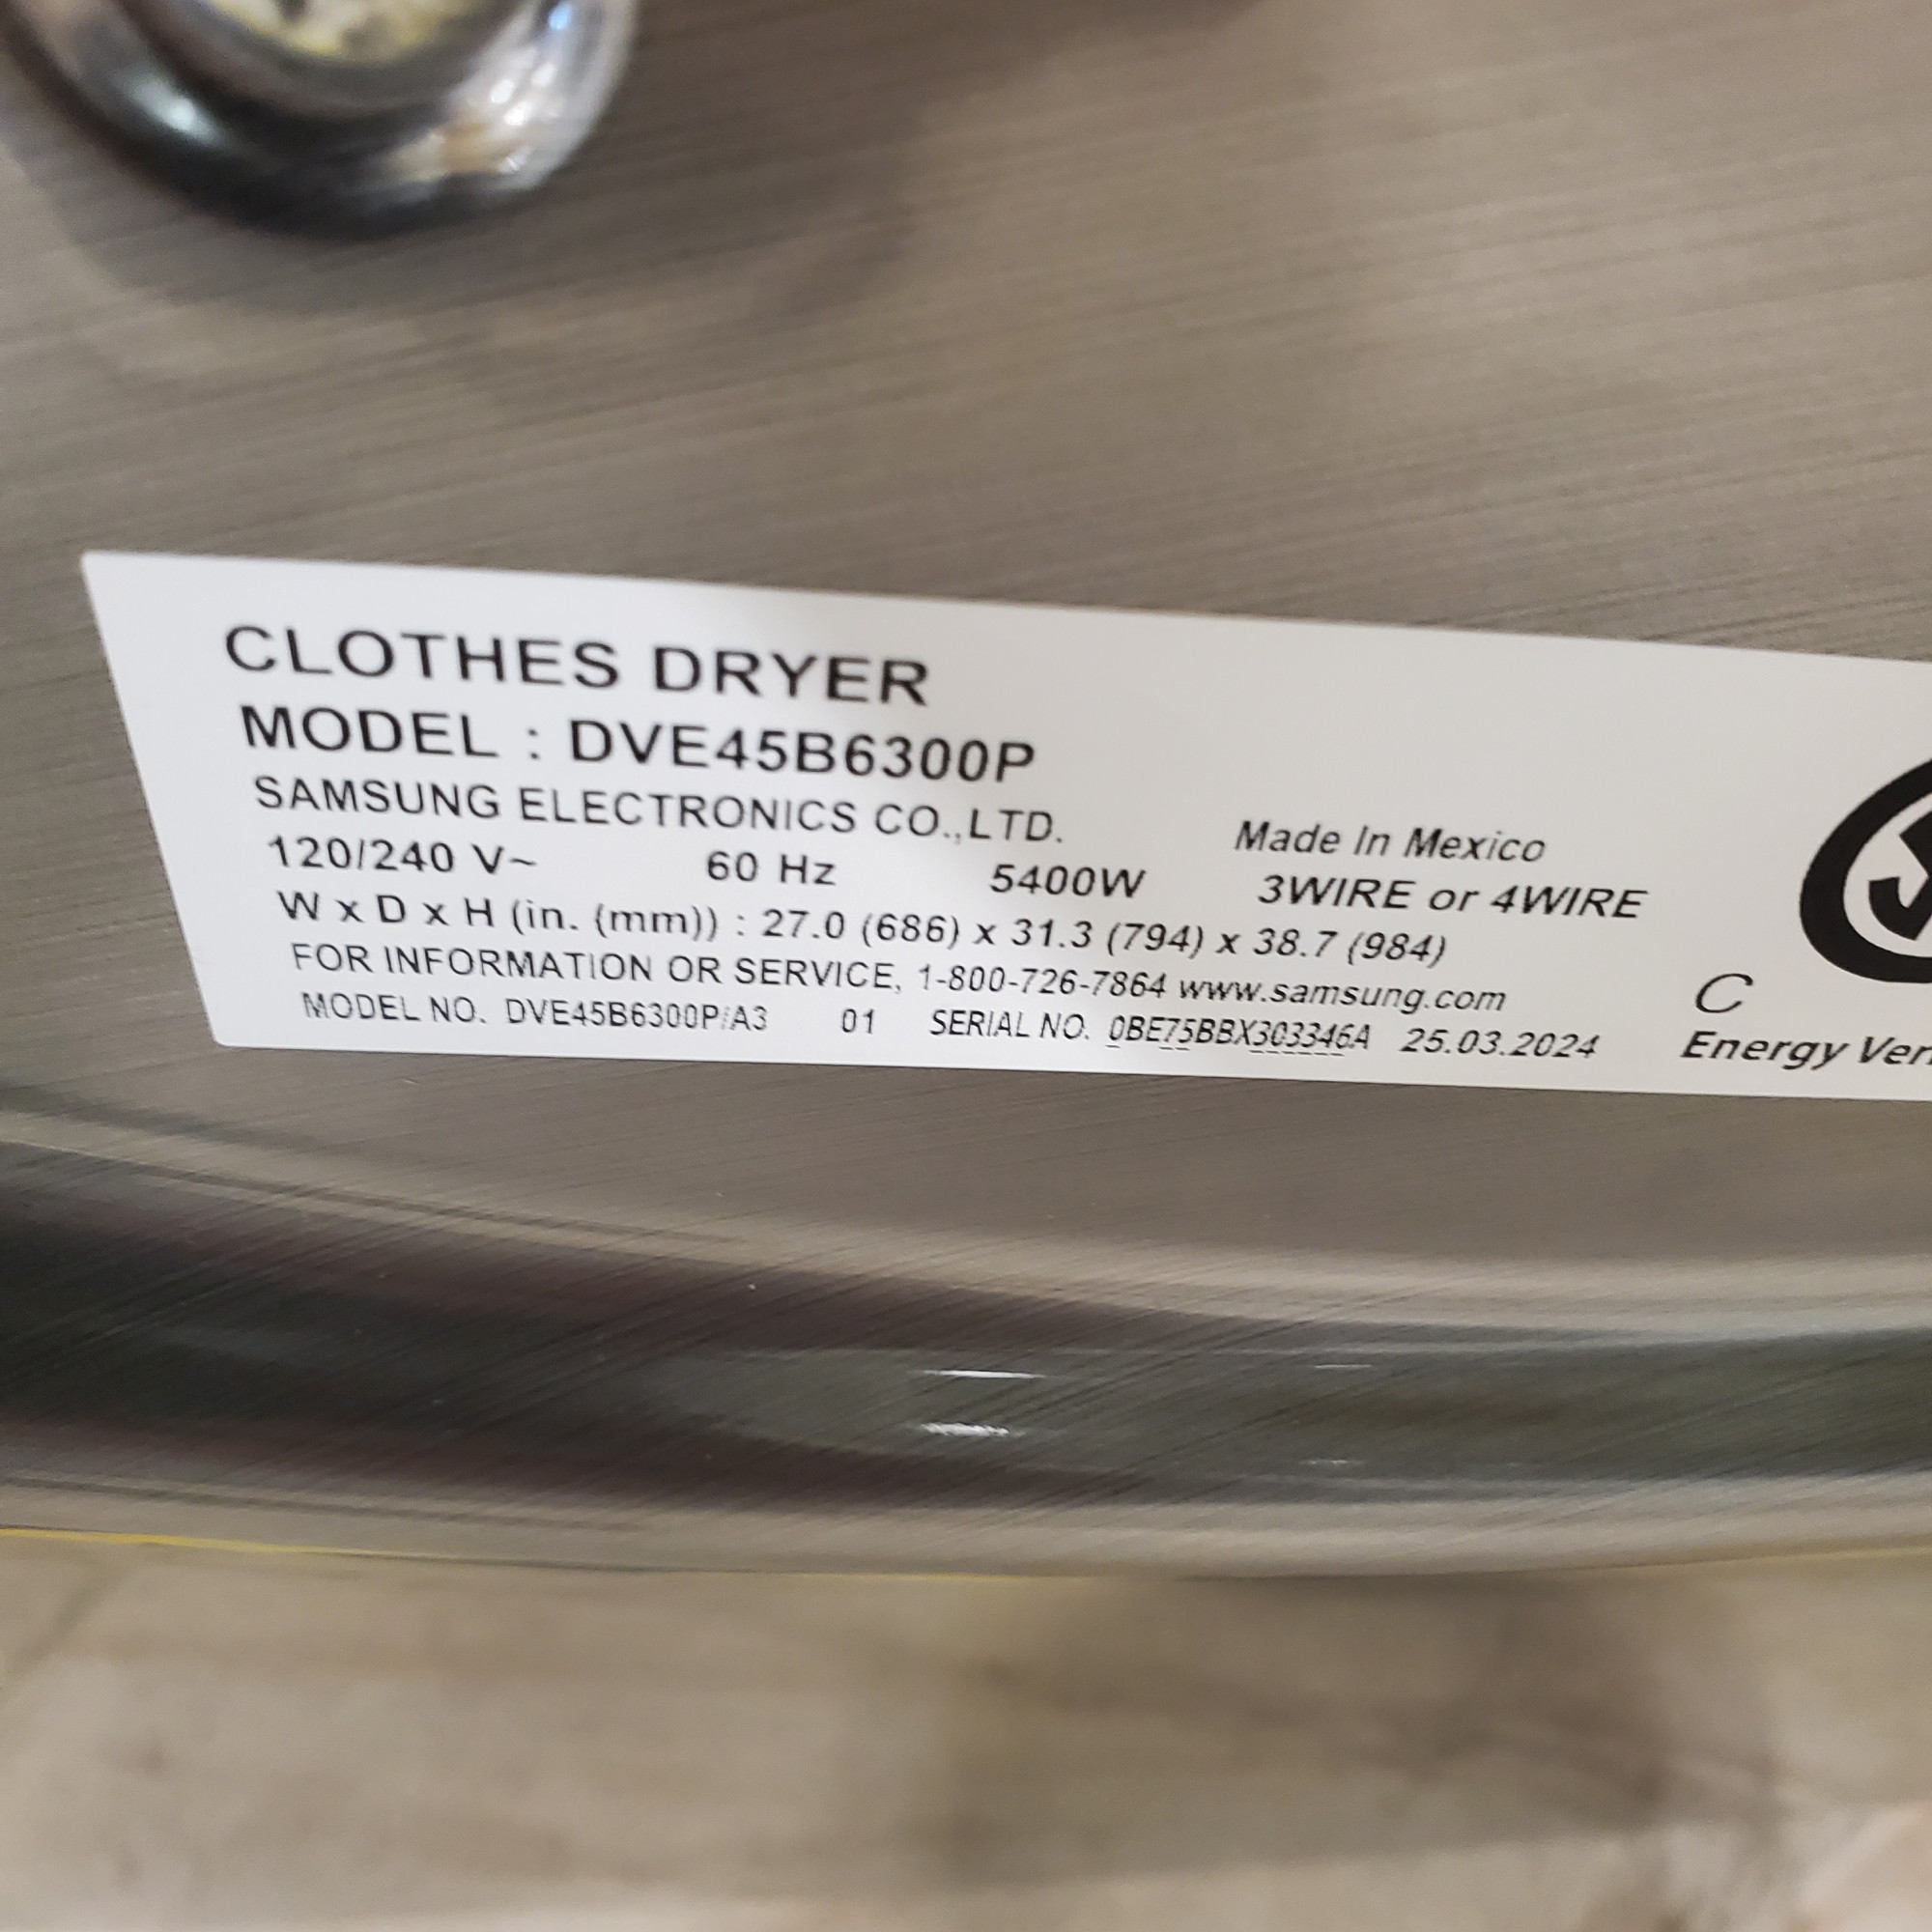 CLOTHES DRYER
MODEL : DVE45B6300P
SAMSUNG ELECTRONICS CO.,LTD. Made In Mexico
120/240 V~ 60 Hz 5400W 3WIRE or 4WIRE
W x D x H (in. (mm)) : 27.0 (686) x 31.3 (794) x 38.7 (984)
FOR INFORMATION OR SERVICE, 1-800-726-7864 www.samsung.com C
MODEL NO. DVE45B6300P/A3 01 SERIAL NO. 0BE75BBX303346A 25.03.2024 Energy Veri